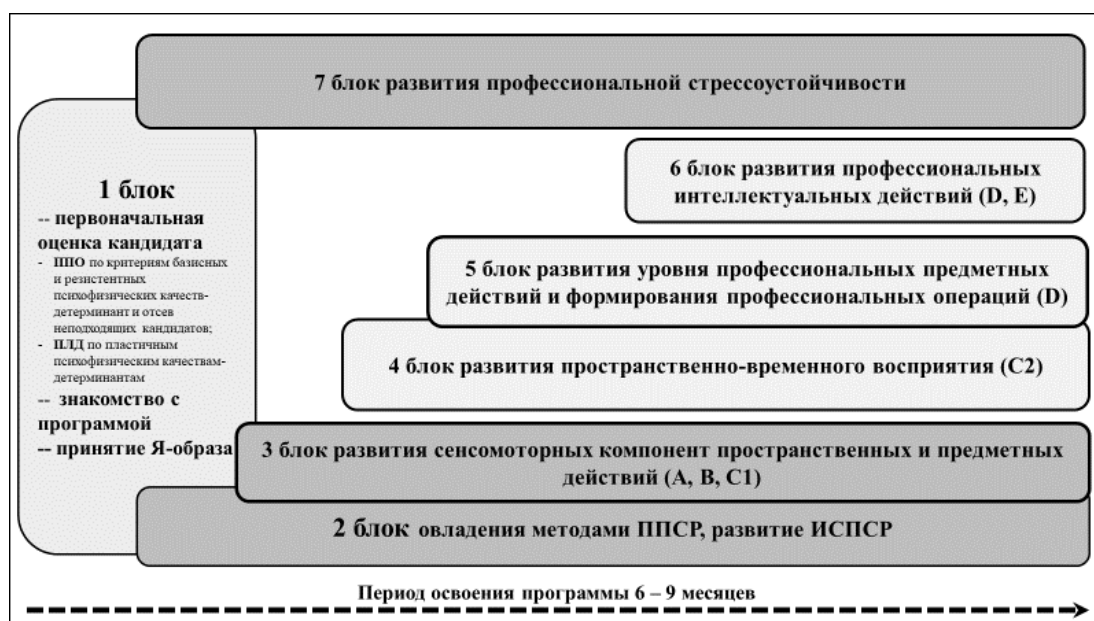 7 блок развития профессиональной стрессоустойчивости
1 блок
-- первоначальная
оценка кандидата
- ППО по критериям базисных
и резистентных
психофизических качеств-
детерминант и отсев
неподходящих кандидатов;
- ПЛД по пластичным
психофизическим качествам-
детерминантам
-- знакомство с
программой
-- принятие Я-образа
6 блок развития профессиональных
интеллектуальных действий (D, E)
5 блок развития уровня профессиональных предметных
действий и формирования профессиональных операций (D)
4 блок развития пространственно-временного восприятия (C2)
3 блок развития сенсомоторных компонент пространственных и предметных
действий (A, B, C1)
2 блок овладения методами ППСР, развитие ИСПСР
Период освоения программы 6 – 9 месяцев